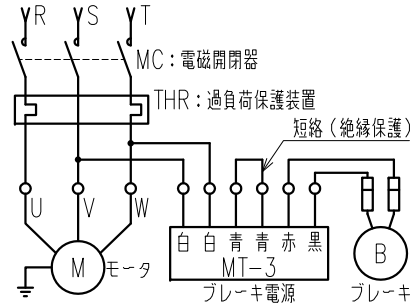 R S T
MC：電磁開閉器
THR：過負荷保護装置
短絡（絶縁保護）
U V W
白 白 青 青 赤 黒
MT-3
M モータ
B
ブレーキ電源
ブレーキ